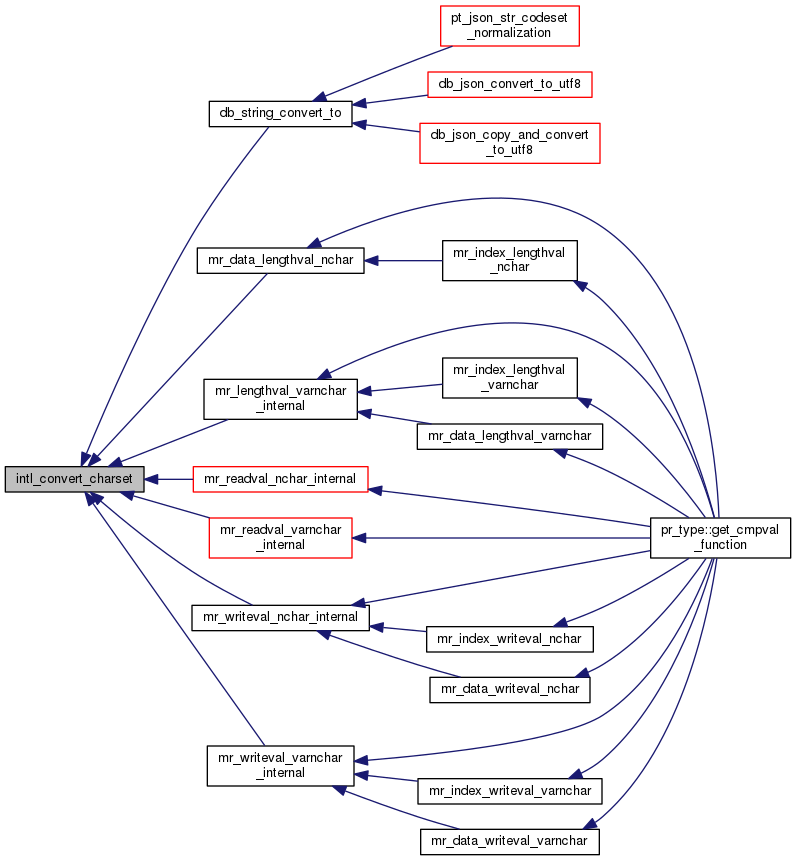 pt_json_str_codeset
_normalization
db_json_convert_to_utf8
db_string_convert_to
db_json_copy_and_convert
_to_utf8
mr_data_lengthval_nchar
mr_index_lengthval
_nchar
mr_lengthval_varnchar
_internal
mr_index_lengthval
_varnchar
mr_data_lengthval_varnchar
intl_convert_charset
mr_readval_nchar_internal
mr_readval_varnchar
_internal
pr_type::get_cmpval
_function
mr_writeval_nchar_internal
mr_index_writeval_nchar
mr_data_writeval_nchar
mr_writeval_varnchar
_internal
mr_index_writeval_varnchar
mr_data_writeval_varnchar